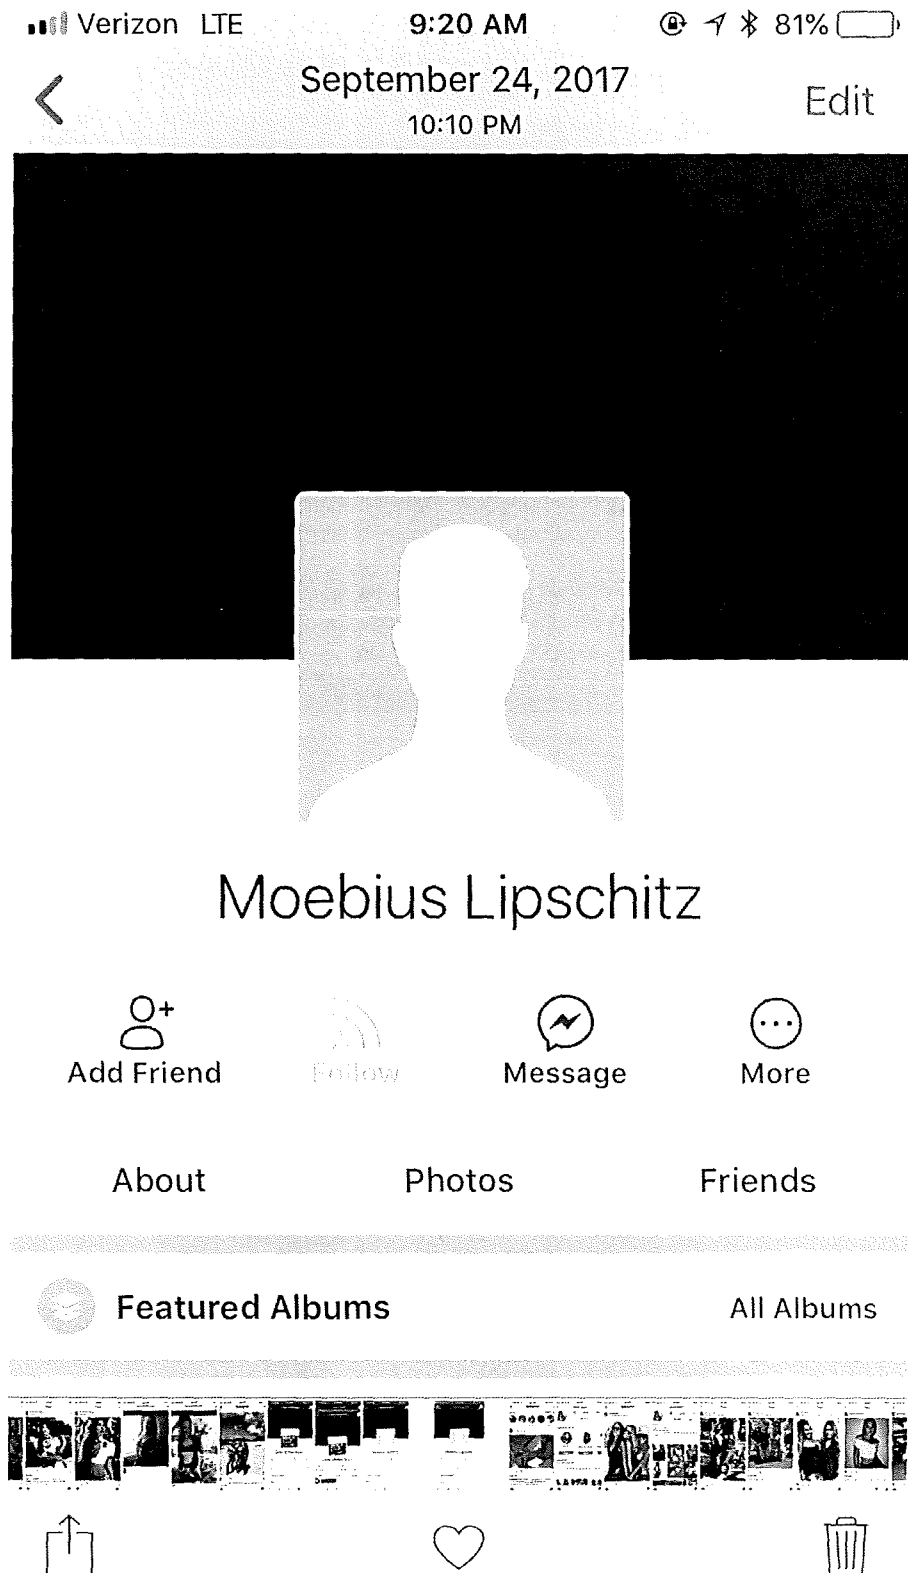 Verizon LTE 9:20 AM 81%
September 24, 2017
10:10 PM
Edit
Moebius Lipschitz
Add Friend Follow Message More
About Photos Friends
Featured Albums All Albums